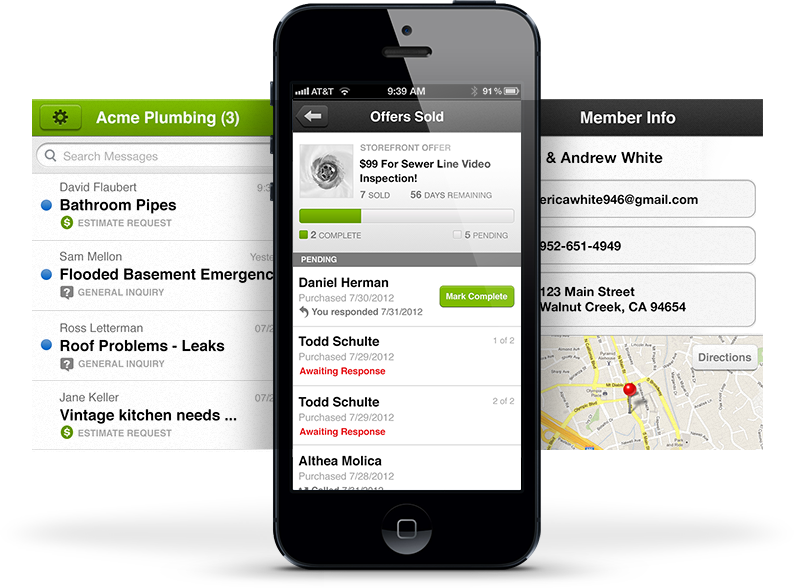 Acme Plumbing (3)
Search Messages
David Flaubert
9:3
Bathroom Pipes
ESTIMATE REQUEST
Sam Mellon
Yeste
Flooded Basement Emergenc
GENERAL INQUIRY
Ross Letterman
07/2
Roof Problems - Leaks
GENERAL INQUIRY
Jane Keller
07/2
Vintage kitchen needs ...
ESTIMATE REQUEST
AT&T 9:39 AM 91%
Offers Sold
STOREFRONT OFFER
$99 For Sewer Line Video
Inspection!
7 SOLD 56 DAYS REMAINING
2 COMPLETE 5 PENDING
PENDING
Daniel Herman
Purchased 7/30/2012
You responded 7/31/2012
Mark Complete
Todd Schulte 1 of 2
Purchased 7/29/2012
Awaiting Response
Todd Schulte 2 of 2
Purchased 7/29/2012
Awaiting Response
Althea Molica
Purchased 7/28/2012
Called 7/31/2012
Member Info
& Andrew White
ericawhite946@gmail.com
952-651-4949
123 Main Street
Walnut Creek, CA 94654
Directions